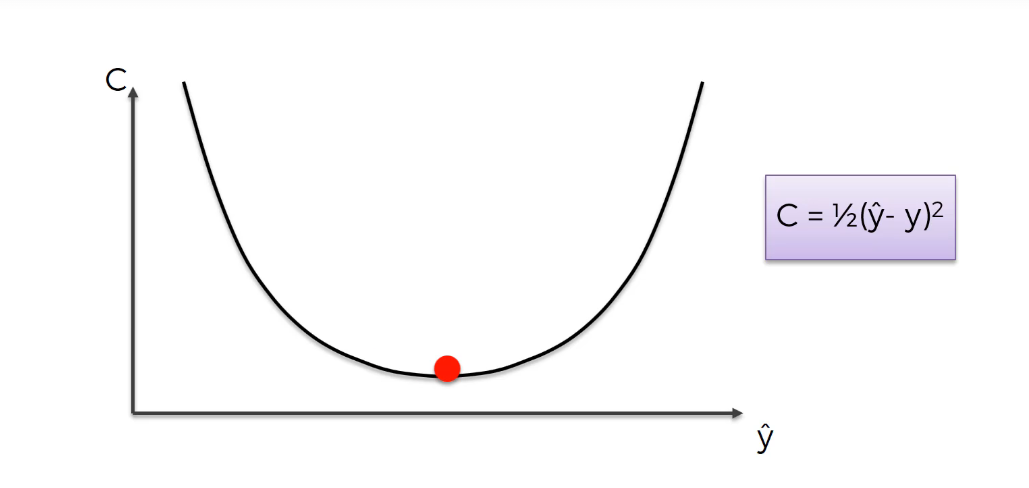 C
C = ½(ŷ- y)²
ŷ